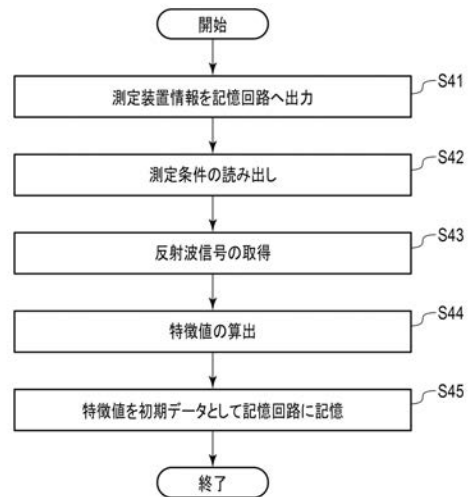 開始
測定装置情報を記憶回路へ出力
S41
測定条件の読み出し
S42
反射波信号の取得
S43
特徴値の算出
S44
特徴値を初期データとして記憶回路に記憶
S45
終了